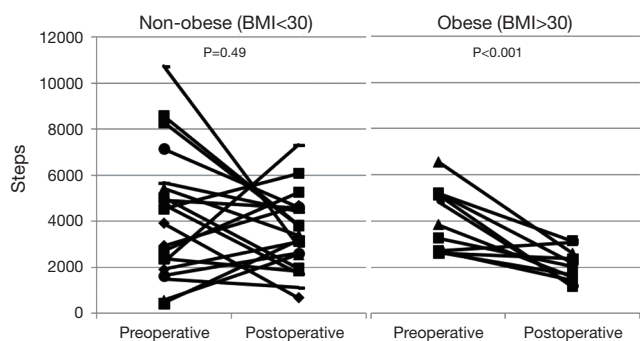 Non-obese (BMI<30)
Obese (BMI>30)
P=0.49
P<0.001
Steps
12000
10000
8000
6000
4000
2000
0
Preoperative
Postoperative
Preoperative
Postoperative